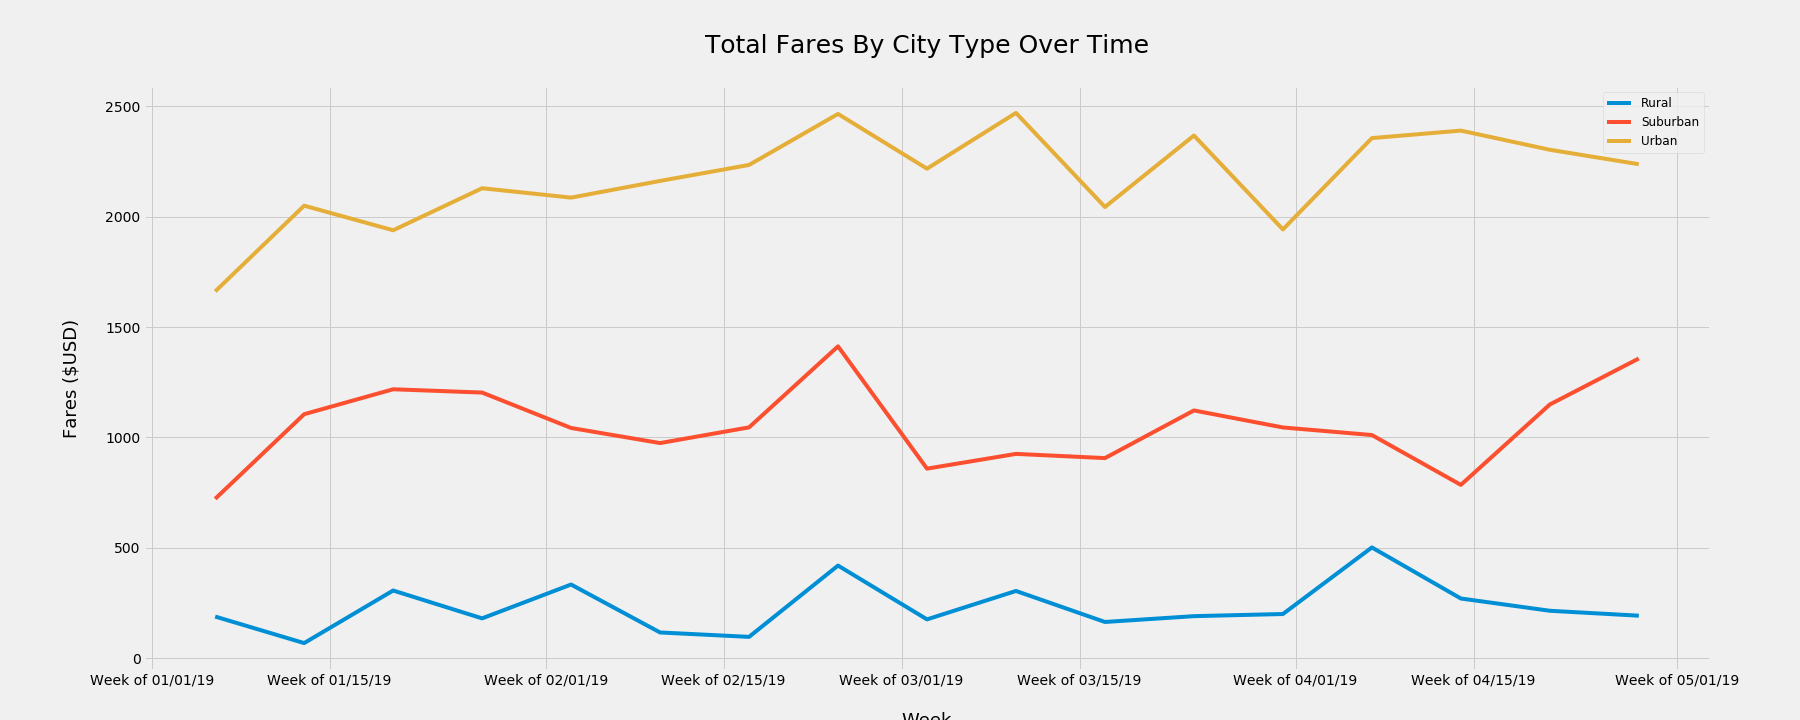 Total Fares By City Type Over Time
Rural
Suburban
Urban
Fares ($USD)
2500
2000
1500
1000
500
0
Week of 01/01/19
Week of 01/15/19
Week of 02/01/19
Week of 02/15/19
Week of 03/01/19
Week of 03/15/19
Week of 04/01/19
Week of 04/15/19
Week of 05/01/19
Week